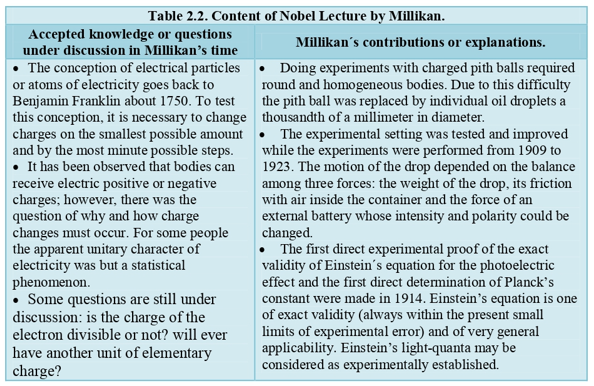 Table 2.2. Content of Nobel Lecture by Millikan.
Accepted knowledge or questions
under discussion in Millikan's time
• The conception of electrical particles
or atoms of electricity goes back to
Benjamin Franklin about 1750. To test
this conception, it is necessary to change
charges on the smallest possible amount
and by the most minute possible steps.
• It has been observed that bodies can
receive electric positive or negative
charges; however, there was the
question of why and how charge
changes must occur. For some people
the apparent unitary character of
electricity was but a statistical
phenomenon.
• Some questions are still under
discussion: is the charge of the
electron divisible or not? will ever
have another unit of elementary
charge?
Millikan´s contributions or explanations.
• Doing experiments with charged pith balls required
round and homogeneous bodies. Due to this difficulty
the pith ball was replaced by individual oil droplets a
thousandth of a millimeter in diameter.
• The experimental setting was tested and improved
while the experiments were performed from 1909 to
1923. The motion of the drop depended on the balance
among three forces: the weight of the drop, its friction
with air inside the container and the force of an
external battery whose intensity and polarity could be
changed.
• The first direct experimental proof of the exact
validity of Einstein´s equation for the photoelectric
effect and the first direct determination of Planck's
constant were made in 1914. Einstein's equation is one
of exact validity (always within the present small
limits of experimental error) and of very general
applicability. Einstein's light-quanta may be
considered as experimentally established.